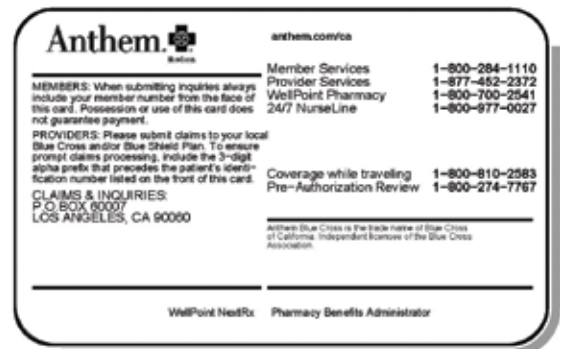 Anthem.
anthem.com/ca
MEMBERS: When submitting inquiries always
include your member number from the face of
this card. Possession or use of this card does
not guarantee payment.
PROVIDERS: Please submit claims to your local
Blue Cross and/or Blue Shield Plan. To ensure
prompt claims processing, include the 3-digit
alpha prefix that precedes the patient's identi-
fication number listed on the front of this card.
CLAIMS & INQUIRIES:
P.O.BOX 60007
LOS ANGELES, CA 90060
Member Services 1-800-284-1110
Provider Services 1-877-452-2372
WellPoint Pharmacy 1-800-700-2541
24/7 NurseLine 1-800-977-0027
Coverage while traveling 1-800-810-2583
Pre-Authorization Review 1-800-274-7767
Anthem Blue Cross is the trade name of Blue Cross
of California. Independent licensee of the Blue Cross
Association.
WellPoint NextRx Pharmacy Benefits Administrator